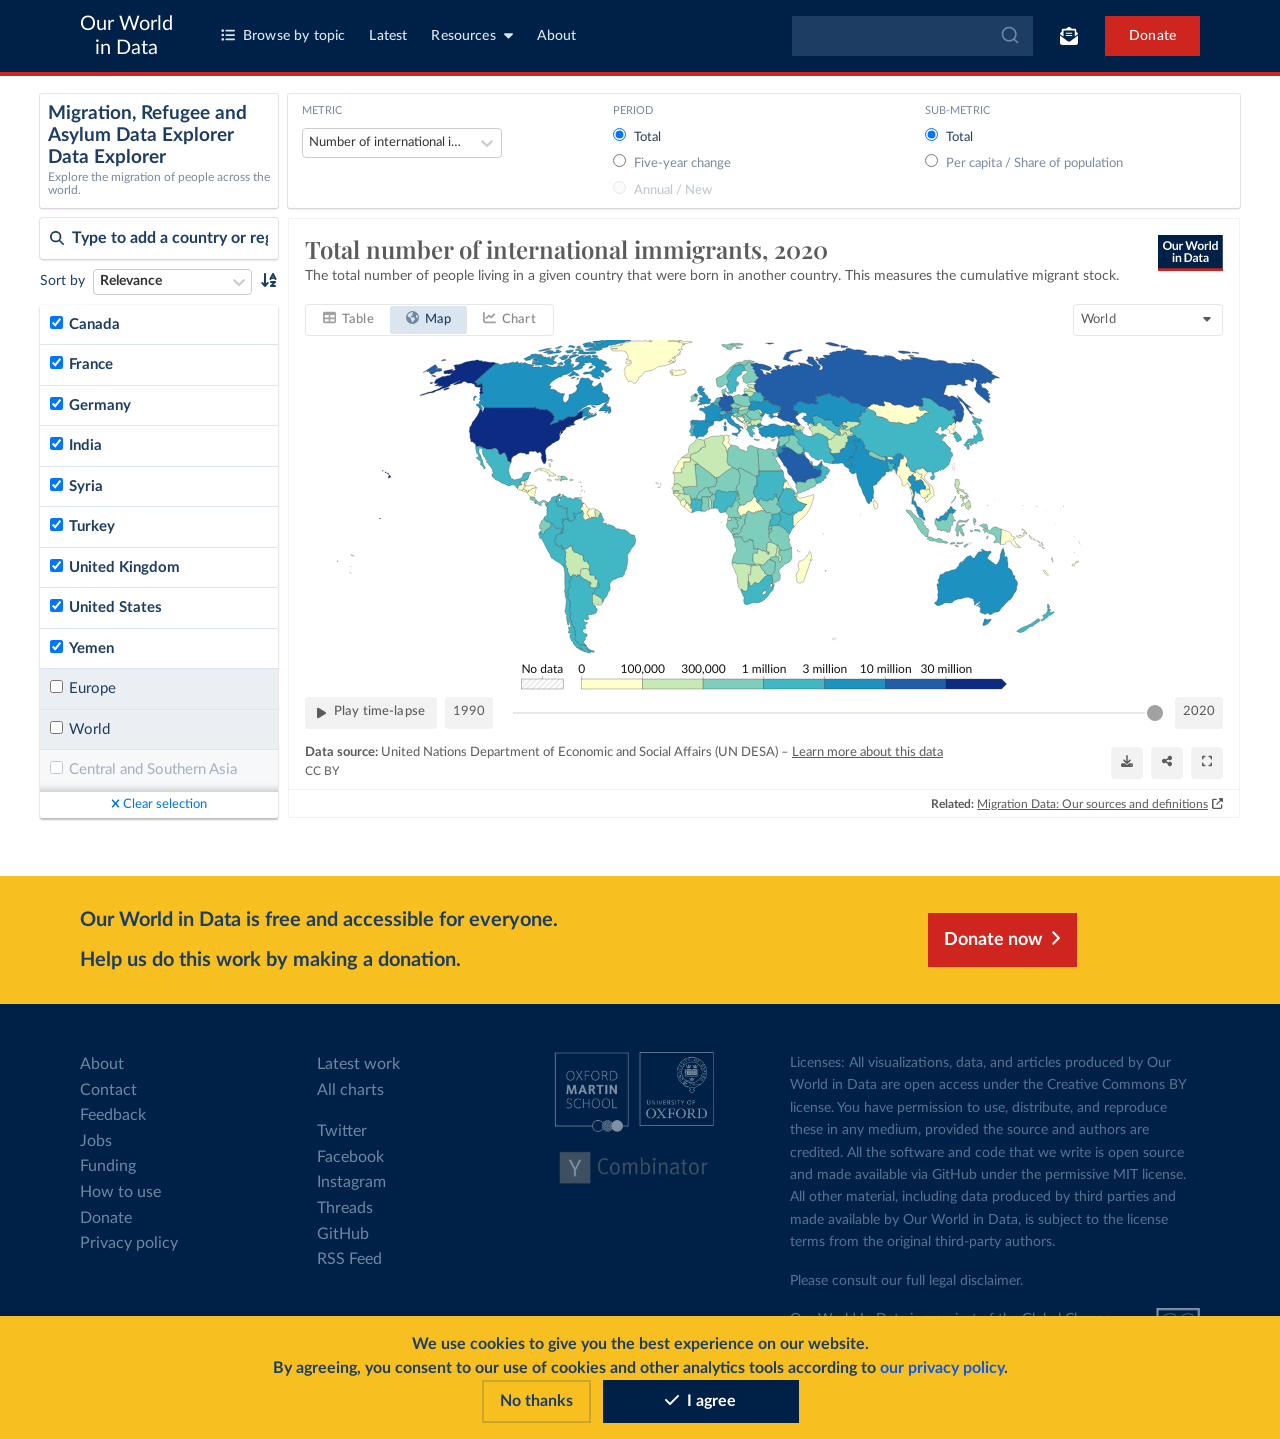 Our World
in Data
Browse by topic
Latest
Resources
About
Donate
Migration, Refugee and
Asylum Data Explorer
Data Explorer
Explore the migration of people across the
world.
METRIC
Number of international i...
PERIOD
Total
Five-year change
Annual / New
SUB-METRIC
Total
Per capita / Share of population
Type to add a country or reg
Sort by
Relevance
Canada
France
Germany
India
Syria
Turkey
United Kingdom
United States
Yemen
Europe
World
Central and Southern Asia
Clear selection
Total number of international immigrants, 2020
The total number of people living in a given country that were born in another country. This measures the cumulative migrant stock.
Our World
in Data
Table
Map
Chart
World
No data
0
100,000
300,000
1 million
3 million
10 million
30 million
Play time-lapse
1990
2020
Data source: United Nations Department of Economic and Social Affairs (UN DESA) – Learn more about this data
CC BY
Related: Migration Data: Our sources and definitions
Our World in Data is free and accessible for everyone.
Help us do this work by making a donation.
Donate now
About
Contact
Feedback
Jobs
Funding
How to use
Donate
Privacy policy
Latest work
All charts
Twitter
Facebook
Instagram
Threads
GitHub
RSS Feed
OXFORD
MARTIN
SCHOOL
UNIVERSITY OF
OXFORD
Y Combinator
Licenses: All visualizations, data, and articles produced by Our
World in Data are open access under the Creative Commons BY
license. You have permission to use, distribute, and reproduce
these in any medium, provided the source and authors are
credited. All the software and code that we write is open source
and made available via GitHub under the permissive MIT license.
All other material, including data produced by third parties and
made available by Our World in Data, is subject to the license
terms from the original third-party authors.
Please consult our full legal disclaimer.
Our World In Data is a project of the Global Change
We use cookies to give you the best experience on our website.
By agreeing, you consent to our use of cookies and other analytics tools according to our privacy policy.
No thanks
I agree